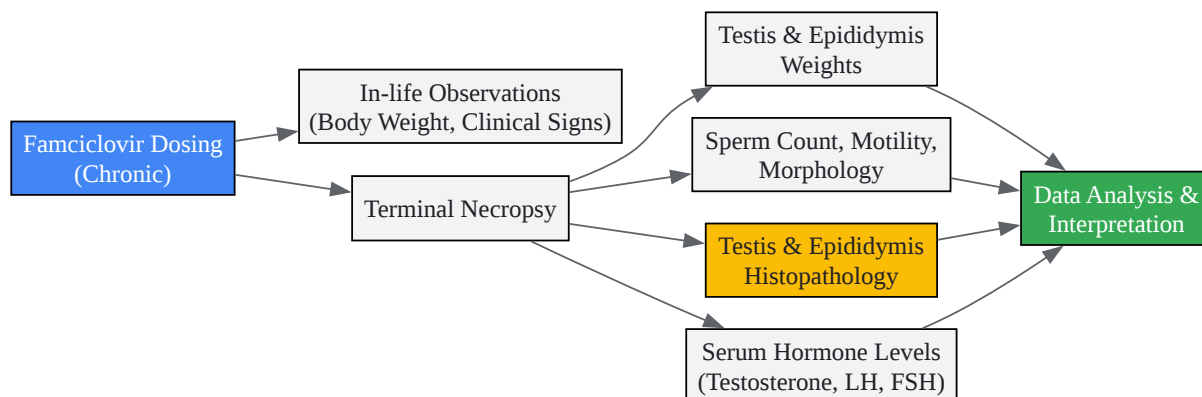 Famciclovir Dosing
(Chronic)
In-life Observations
(Body Weight, Clinical Signs)
Terminal Necropsy
Testis & Epididymis
Weights
Sperm Count, Motility,
Morphology
Testis & Epididymis
Histopathology
Serum Hormone Levels
(Testosterone, LH, FSH)
Data Analysis &
Interpretation